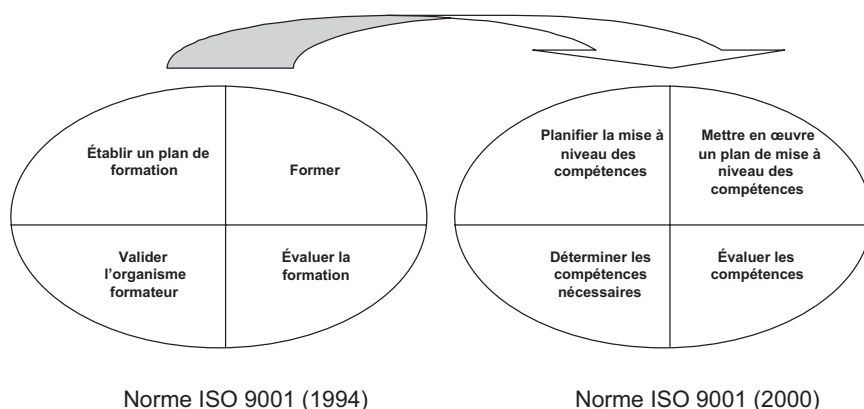 Établir un plan de
formation
Former
Valider
l'organisme
formateur
Évaluer la
formation
Planifier la mise à
niveau des
compétences
Mettre en œuvre
un plan de mise à
niveau des
compétences
Déterminer les
compétences
nécessaires
Évaluer les
compétences
Norme ISO 9001 (1994)
Norme ISO 9001 (2000)